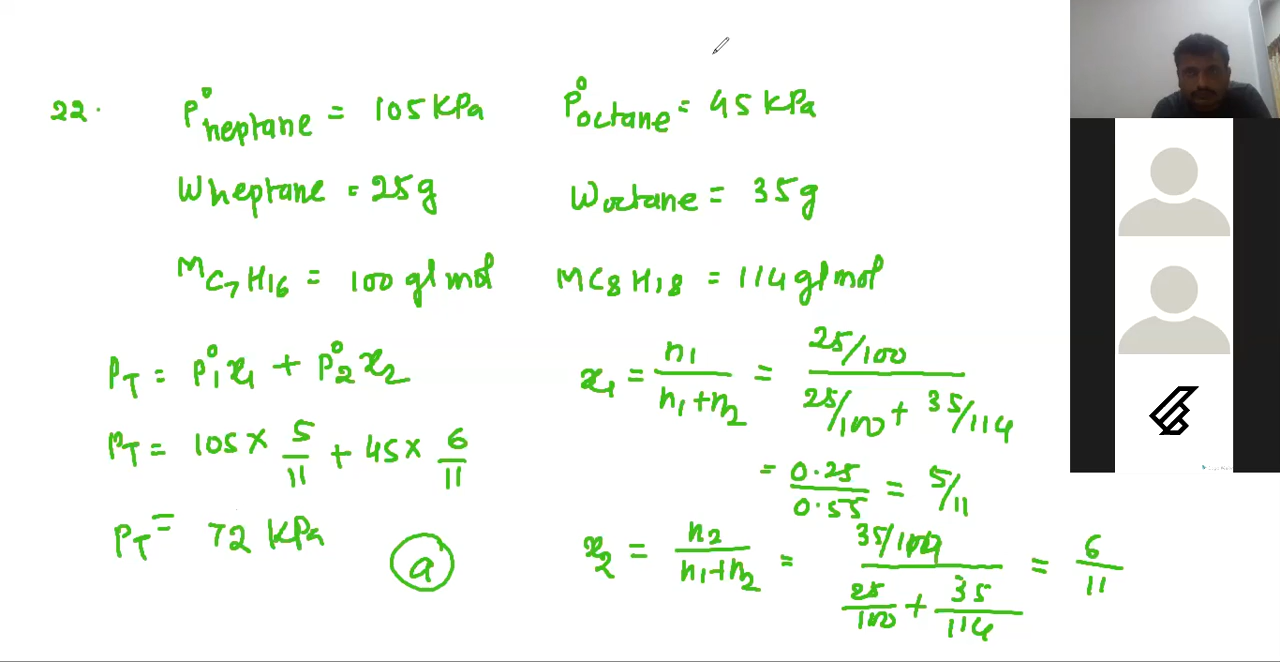 22. P°heptane = 105 KPa P°octane = 45 KPa
Wheptane = 25g Woctane = 35g
MC7H16 = 100 g/mol MC8H18 = 114 g/mol
PT = P°1x1 + P°2x2 x1 = n1/(n1+n2) = (25/100)/(25/100 + 35/114)
PT = 105 × 5/11 + 45 × 6/11
= 0.25/0.55 = 5/11
PT = 72 KPa
(a)
x2 = n2/(n1+n2) = (35/114)/(25/100 + 35/114) = 6/11